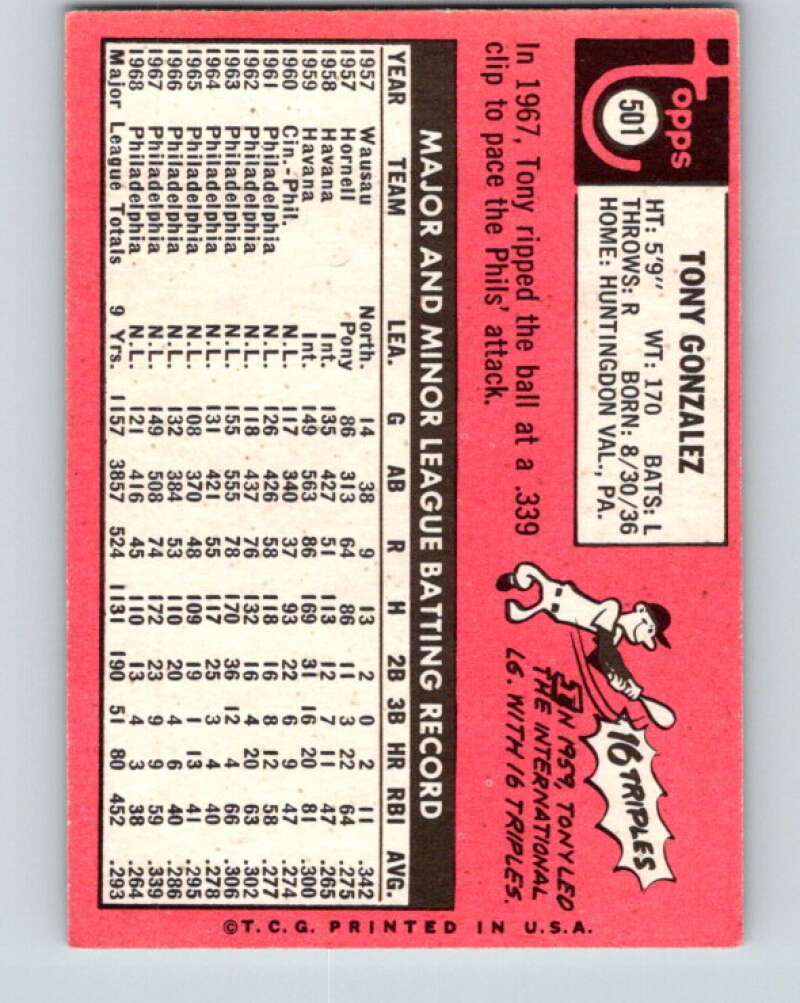 Topps
501
TONY GONZALEZ
HT: 5'9" WT: 170 BATS: L
THROWS: R BORN: 8/30/36
HOME: HUNTINGDON VAL., PA.
In 1967, Tony ripped the ball at a .339
clip to pace the Phils' attack.
16 TRIPLES
IN 1959, TONY LED
THE INTERNATIONAL
LG. WITH 16 TRIPLES.
MAJOR AND MINOR LEAGUE BATTING RECORD
YEAR TEAM LEA. G AB R H 2B 3B HR RBI AVG.
1957 Wausau North. 14 38 9 13 2 0 2 11 .342
1957 Hornell Pony 86 313 64 86 11 3 22 64 .275
1958 Havana Int. 135 427 51 113 12 7 11 47 .265
1959 Havana Int. 149 563 86 169 31 16 20 81 .300
1960 Cin.-Phil. N.L. 117 340 37 93 22 6 9 47 .274
1961 Philadelphia N.L. 126 426 58 118 16 8 12 58 .277
1962 Philadelphia N.L. 118 437 76 132 16 4 20 63 .302
1963 Philadelphia N.L. 155 555 78 170 36 12 4 66 .306
1964 Philadelphia N.L. 131 421 55 117 25 3 4 40 .278
1965 Philadelphia N.L. 108 370 48 109 19 1 13 41 .295
1966 Philadelphia N.L. 132 384 53 110 20 4 6 40 .286
1967 Philadelphia N.L. 149 508 74 172 23 9 9 59 .339
1968 Philadelphia N.L. 121 416 45 110 13 4 3 38 .264
Major League Totals 9 Yrs. 1157 3857 524 1131 190 51 80 452 .293
©T.C.G. PRINTED IN U.S.A.